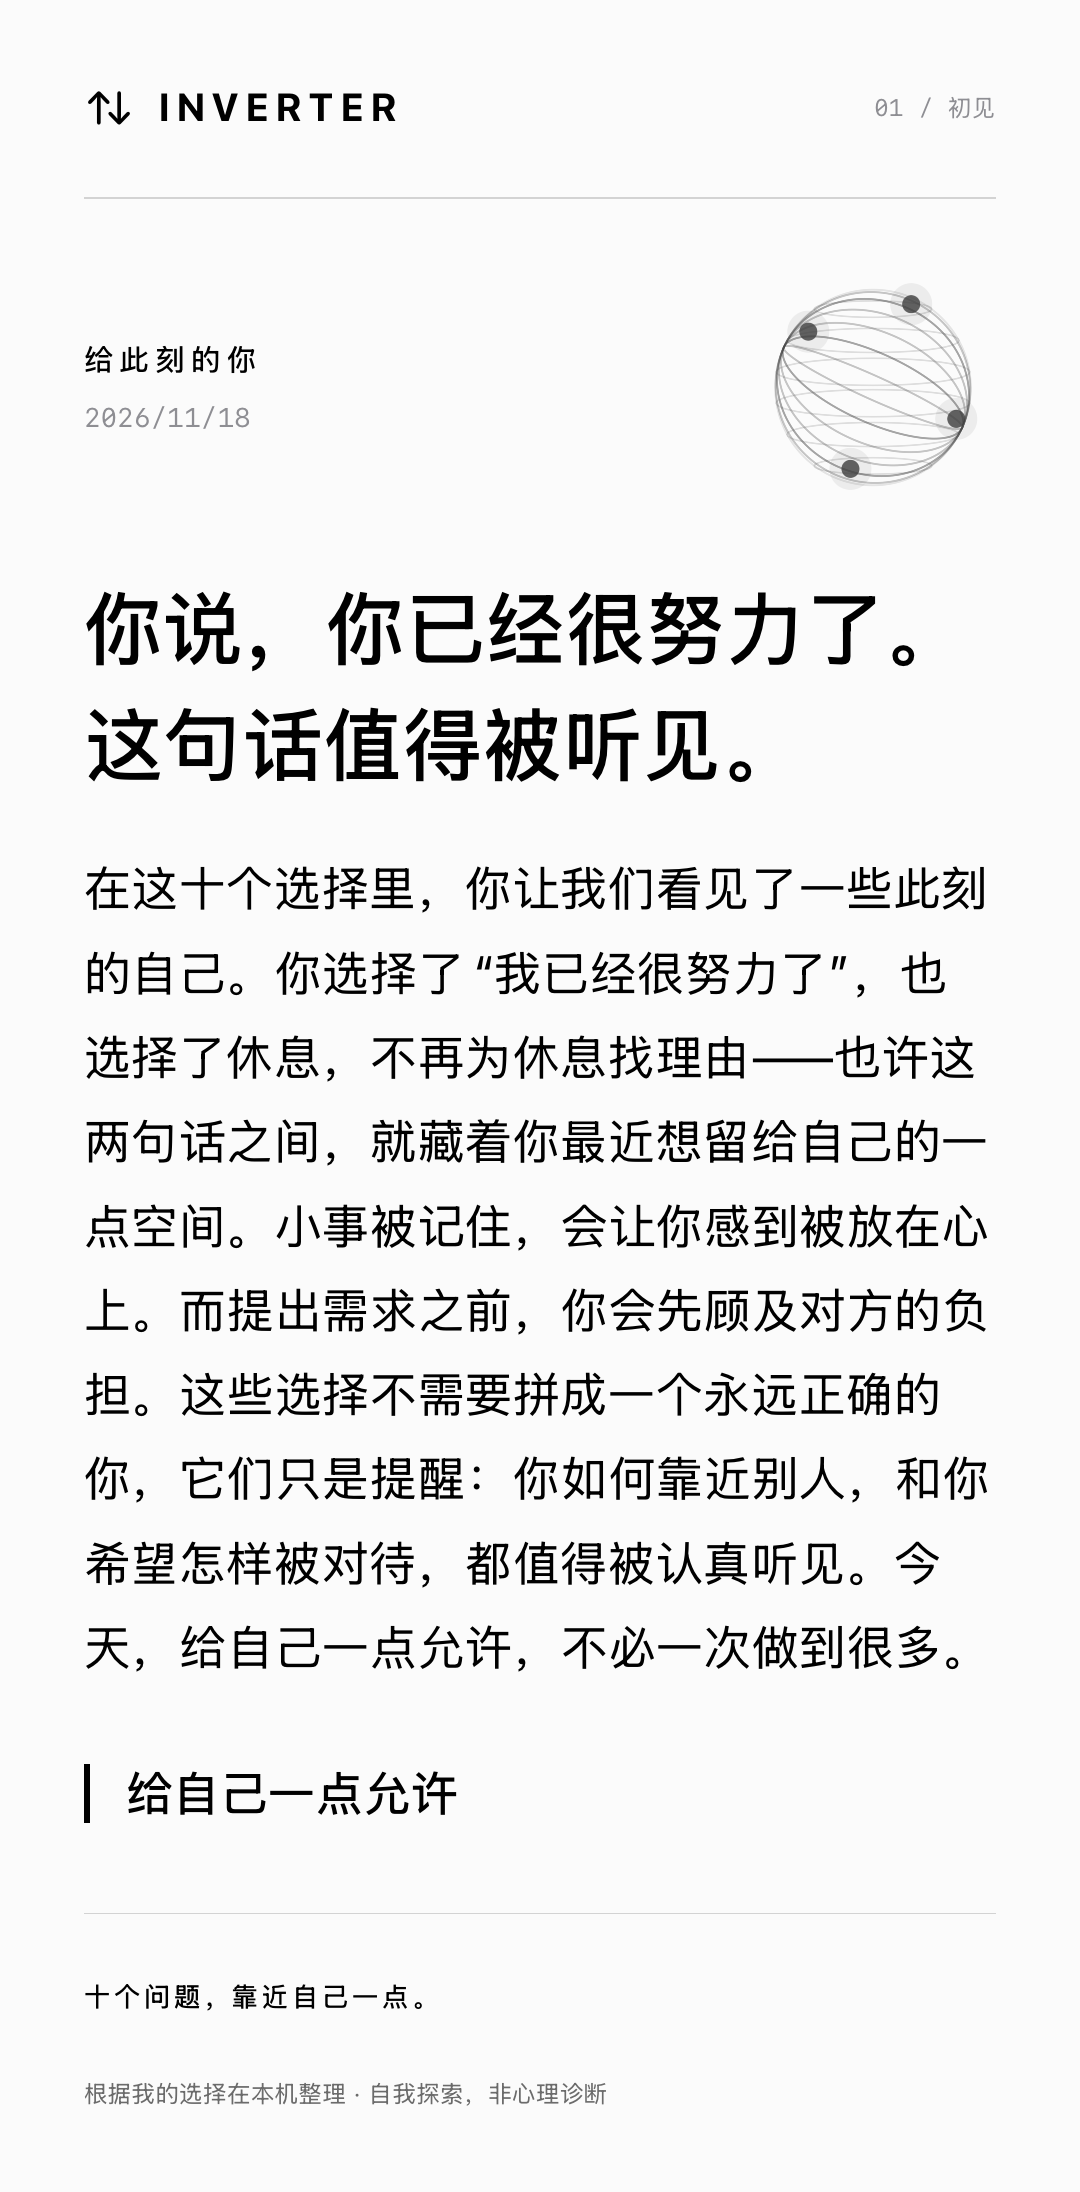 INVERTER
01 / 初见
给此刻的你
2026/11/18
你说，你已经很努力了。
这句话值得被听见。
在这十个选择里，你让我们看见了一些此刻
的自己。你选择了“我已经很努力了”，也
选择了休息，不再为休息找理由——也许这
两句话之间，就藏着你最近想留给自己的一
点空间。小事被记住，会让你感到被放在心
上。而提出需求之前，你会先顾及对方的负
担。这些选择不需要拼成一个永远正确的
你，它们只是提醒：你如何靠近别人，和你
希望怎样被对待，都值得被认真听见。今
天，给自己一点允许，不必一次做到很多。
给自己一点允许
十个问题，靠近自己一点。
根据我的选择在本机整理 · 自我探索，非心理诊断